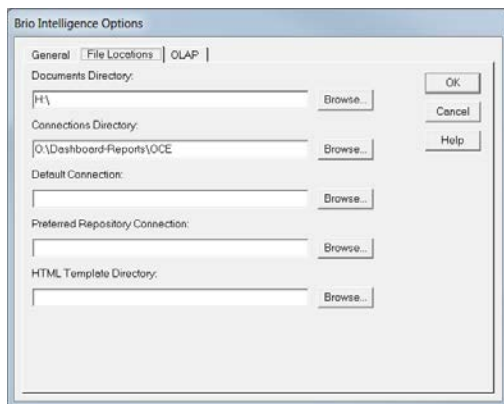 Brio Intelligence Options
General File Locations OLAP
Documents Directory:
H:\ Browse...
Connections Directory:
O:\Dashboard-Reports\OCE Browse...
Default Connection:
Browse...
Preferred Repository Connection:
Browse...
HTML Template Directory:
Browse...
OK
Cancel
Help